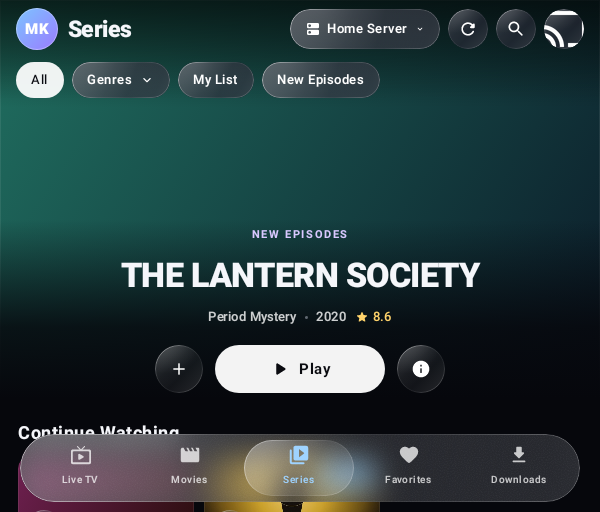 MK Series Home Server
All Genres My List New Episodes
NEW EPISODES
THE LANTERN SOCIETY
Period Mystery • 2020 ★ 8.6
Play
Continue Watching
Live TV Movies Series Favorites Downloads